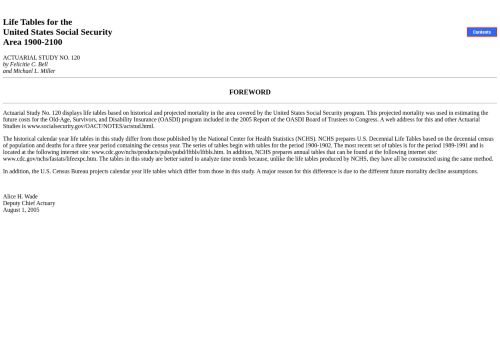 Life Tables for the
United States Social Security
Area 1900-2100
Contents
ACTUARIAL STUDY NO. 120
by Felicitie C. Bell
and Michael L. Miller
FOREWORD
Actuarial Study No. 120 displays life tables based on historical and projected mortality in the area covered by the United States Social Security program. This projected mortality was used in estimating the
future costs for the Old-Age, Survivors, and Disability Insurance (OASDI) program included in the 2005 Report of the OASDI Board of Trustees to Congress. A web address for this and other Actuarial
Studies is www.socialsecurity.gov/OACT/NOTES/actstud.html.
The historical calendar year life tables in this study differ from those published by the National Center for Health Statistics (NCHS). NCHS prepares U.S. Decennial Life Tables based on the decennial census
of population and deaths for a three year period containing the census year. The series of tables begin with tables for the period 1900-1902. The most recent set of tables is for the period 1989-1991 and is
located at the following internet site: www.cdc.gov/nchs/products/pubs/pubd/lftbls/lftbls.htm. In addition, NCHS prepares annual tables that can be found at the following internet site:
www.cdc.gov/nchs/fastats/lifexpc.htm. The tables in this study are better suited to analyze time trends because, unlike the life tables produced by NCHS, they have all be constructed using the same method.
In addition, the U.S. Census Bureau projects calendar year life tables which differ from those in this study. A major reason for this difference is due to the different future mortality decline assumptions.
Alice H. Wade
Deputy Chief Actuary
August 1, 2005